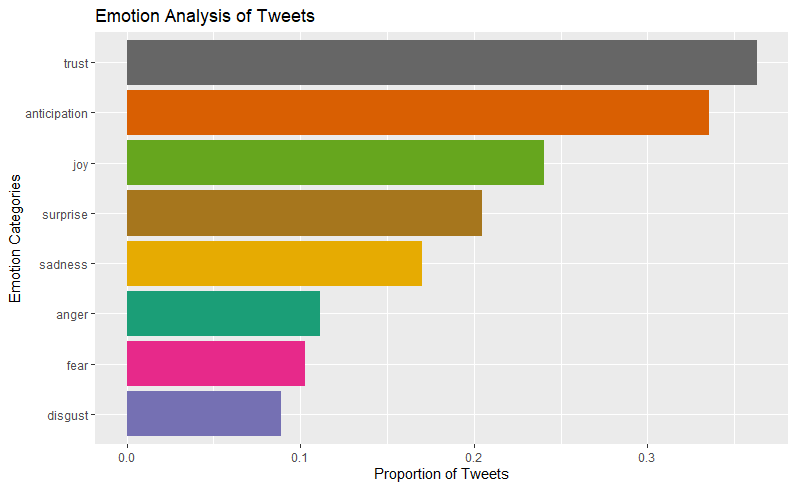 Emotion Analysis of Tweets
Emotion Categories
trust
anticipation
joy
surprise
sadness
anger
fear
disgust
0.0 0.1 0.2 0.3
Proportion of Tweets